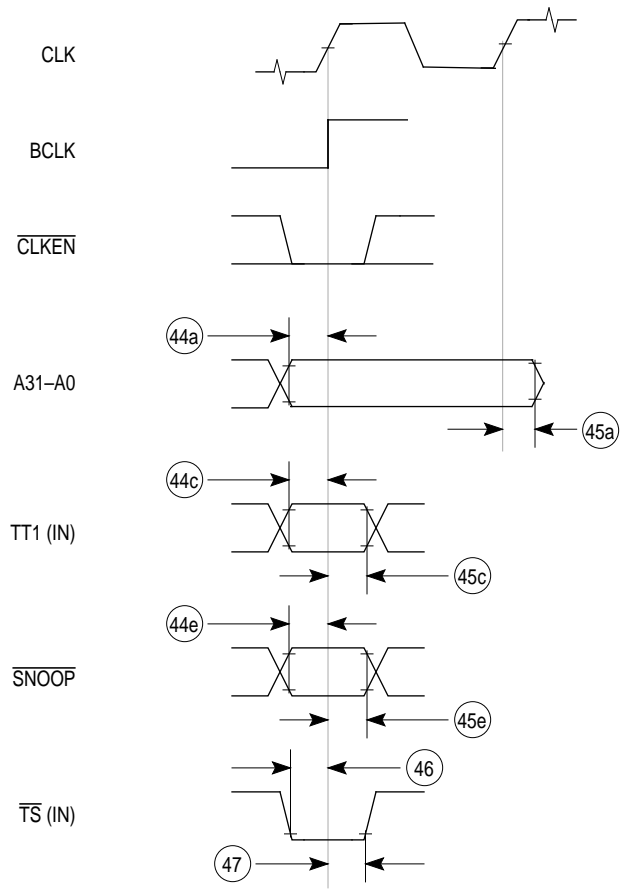 CLK
BCLK
CLKEN
44a
A31–A0
45a
44c
TT1 (IN)
45c
44e
SNOOP
45e
46
TS (IN)
47